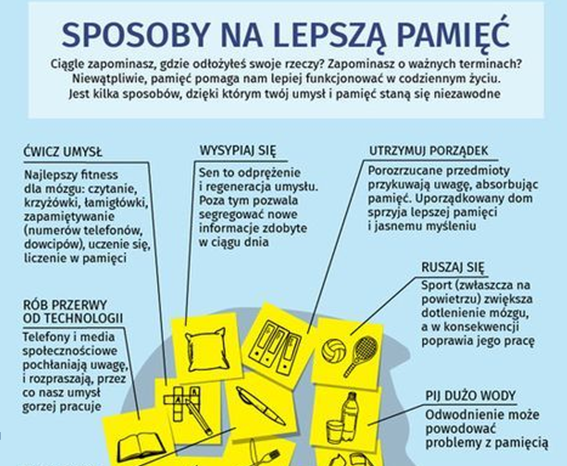 SPOSOBY NA LEPSZĄ PAMIĘĆ
Ciągle zapominasz, gdzie odłożyłeś swoje rzeczy? Zapominasz o ważnych terminach?
Niewątpliwie, pamięć pomaga nam lepiej funkcjonować w codziennym życiu.
Jest kilka sposobów, dzięki którym twój umysł i pamięć staną się niezawodne
ĆWICZ UMYSŁ
Najlepszy fitness
dla mózgu: czytanie,
krzyżówki, łamigłówki,
zapamiętywanie
(numerów telefonów,
dowcipów), uczenie się,
liczenie w pamięci
WYSYPIAJ SIĘ
Sen to odprężenie
i regeneracja umysłu.
Poza tym pozwala
segregować nowe
informacje zdobyte
w ciągu dnia
UTRZYMUJ PORZĄDEK
Porozrzucane przedmioty
przykuwają uwagę, absorbując
pamięć. Uporządkowany dom
sprzyja lepszej pamięci
i jasnemu myśleniu
RUSZAJ SIĘ
Sport (zwłaszcza na
powietrzu) zwiększa
dotlenienie mózgu,
a w konsekwencji
poprawia jego pracę
RÓB PRZERWY
OD TECHNOLOGII
Telefony i media
społecznościowe
pochłaniają uwagę,
i rozpraszają, przez
co nasz umysł
gorzej pracuje
PIJ DUŻO WODY
Odwodnienie może
powodować
problemy z pamięcią